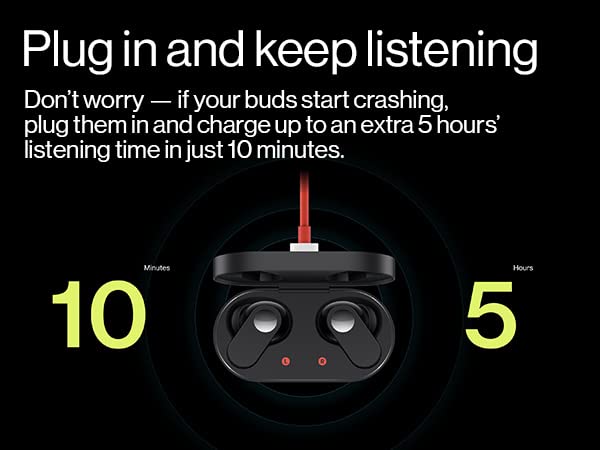 Plug in and keep listening
Don’t worry — if your buds start crashing,
plug them in and charge up to an extra 5 hours’
listening time in just 10 minutes.
Minutes
10
Hours
5
L
R